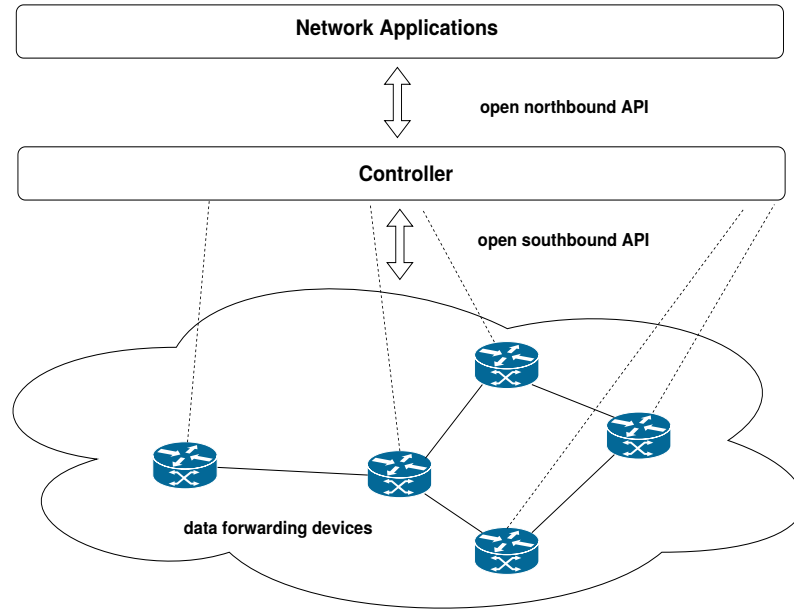 Network Applications
open northbound API
Controller
open southbound API
data forwarding devices